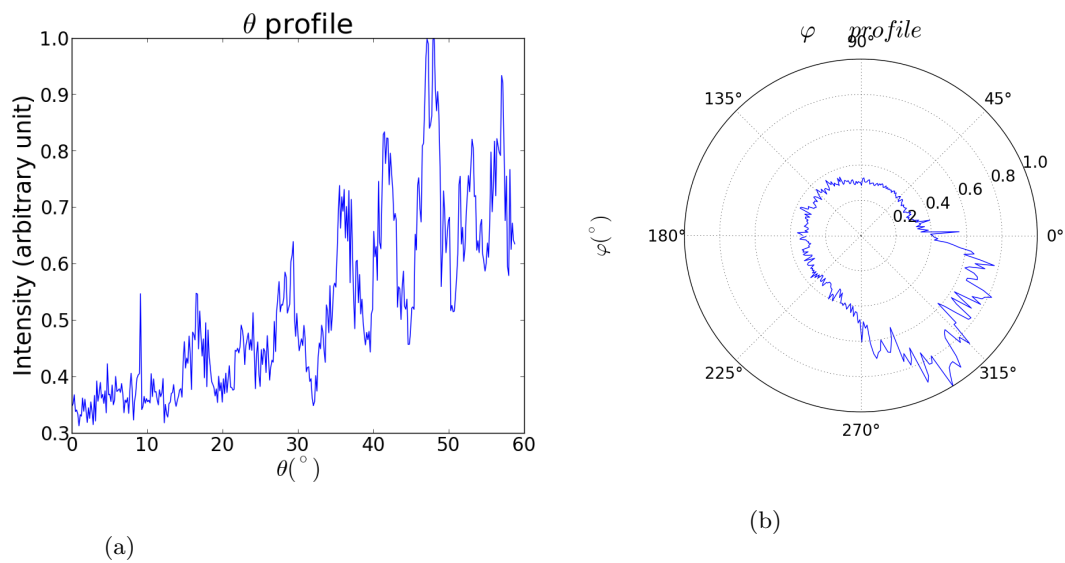 θ profile
1.0
0.9
0.8
0.7
0.6
0.5
0.4
0.3
0 10 20 30 40 50 60
Intensity (arbitrary unit)
θ(°)
(a)
φ profile
90°
135° 45°
1.0
0.8
0.6
0.4
0.2
180° 0°
φ(°)
225° 315°
270°
(b)